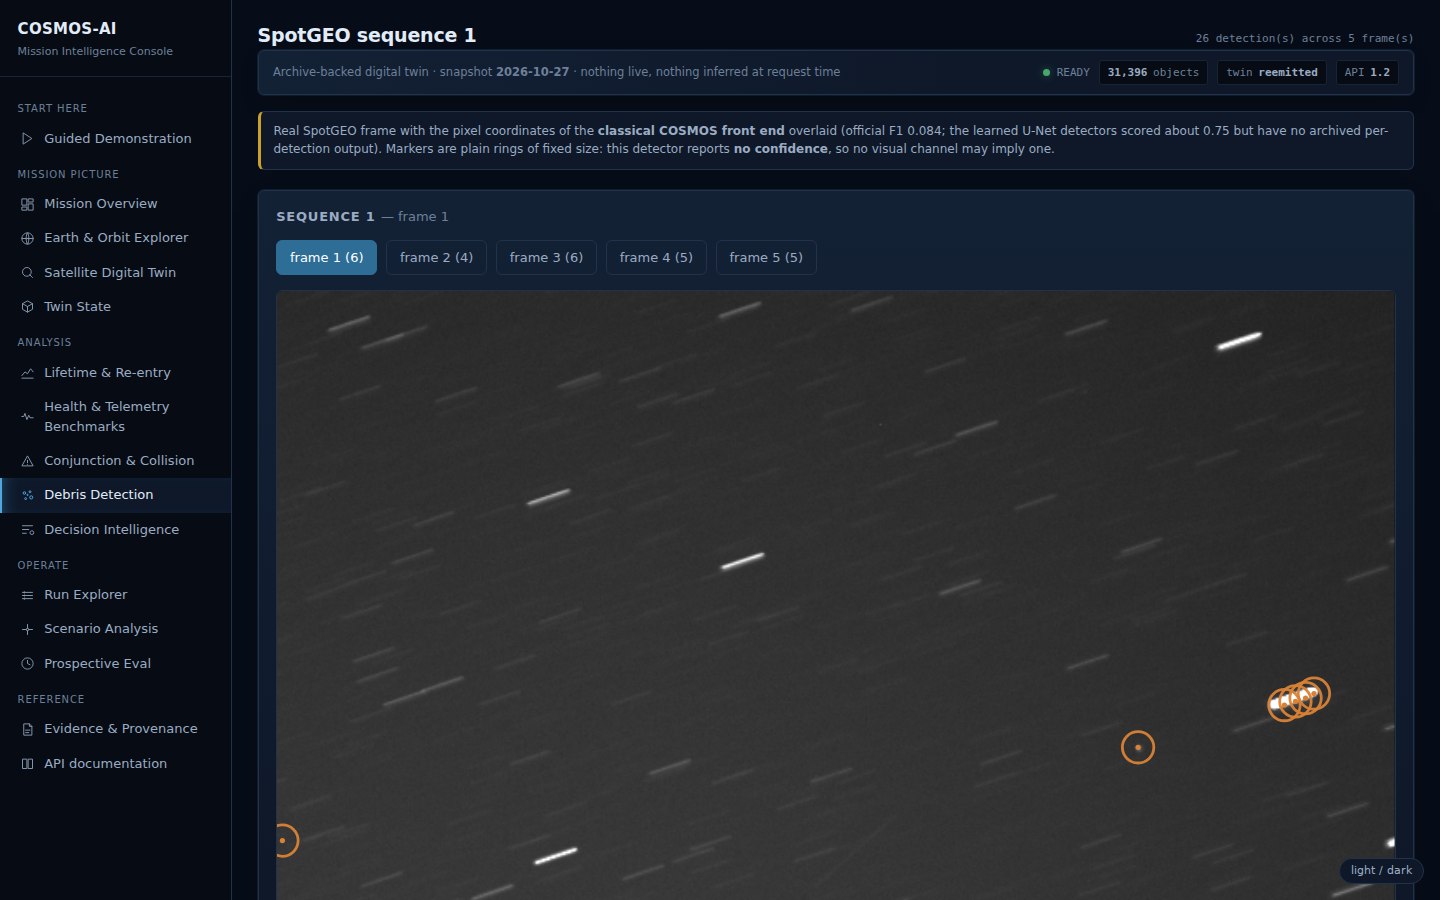 COSMOS-AI
Mission Intelligence Console
START HERE
Guided Demonstration
MISSION PICTURE
Mission Overview
Earth & Orbit Explorer
Satellite Digital Twin
Twin State
ANALYSIS
Lifetime & Re-entry
Health & Telemetry
Benchmarks
Conjunction & Collision
Debris Detection
Decision Intelligence
OPERATE
Run Explorer
Scenario Analysis
Prospective Eval
REFERENCE
Evidence & Provenance
API documentation
SpotGEO sequence 1
26 detection(s) across 5 frame(s)
Archive-backed digital twin · snapshot 2026-10-27 · nothing live, nothing inferred at request time
READY
31,396 objects
twin reemitted
API 1.2
Real SpotGEO frame with the pixel coordinates of the classical COSMOS front end overlaid (official F1 0.084; the learned U-Net detectors scored about 0.75 but have no archived per-
detection output). Markers are plain rings of fixed size: this detector reports no confidence, so no visual channel may imply one.
SEQUENCE 1 — frame 1
frame 1 (6)
frame 2 (4)
frame 3 (6)
frame 4 (5)
frame 5 (5)
light / dark